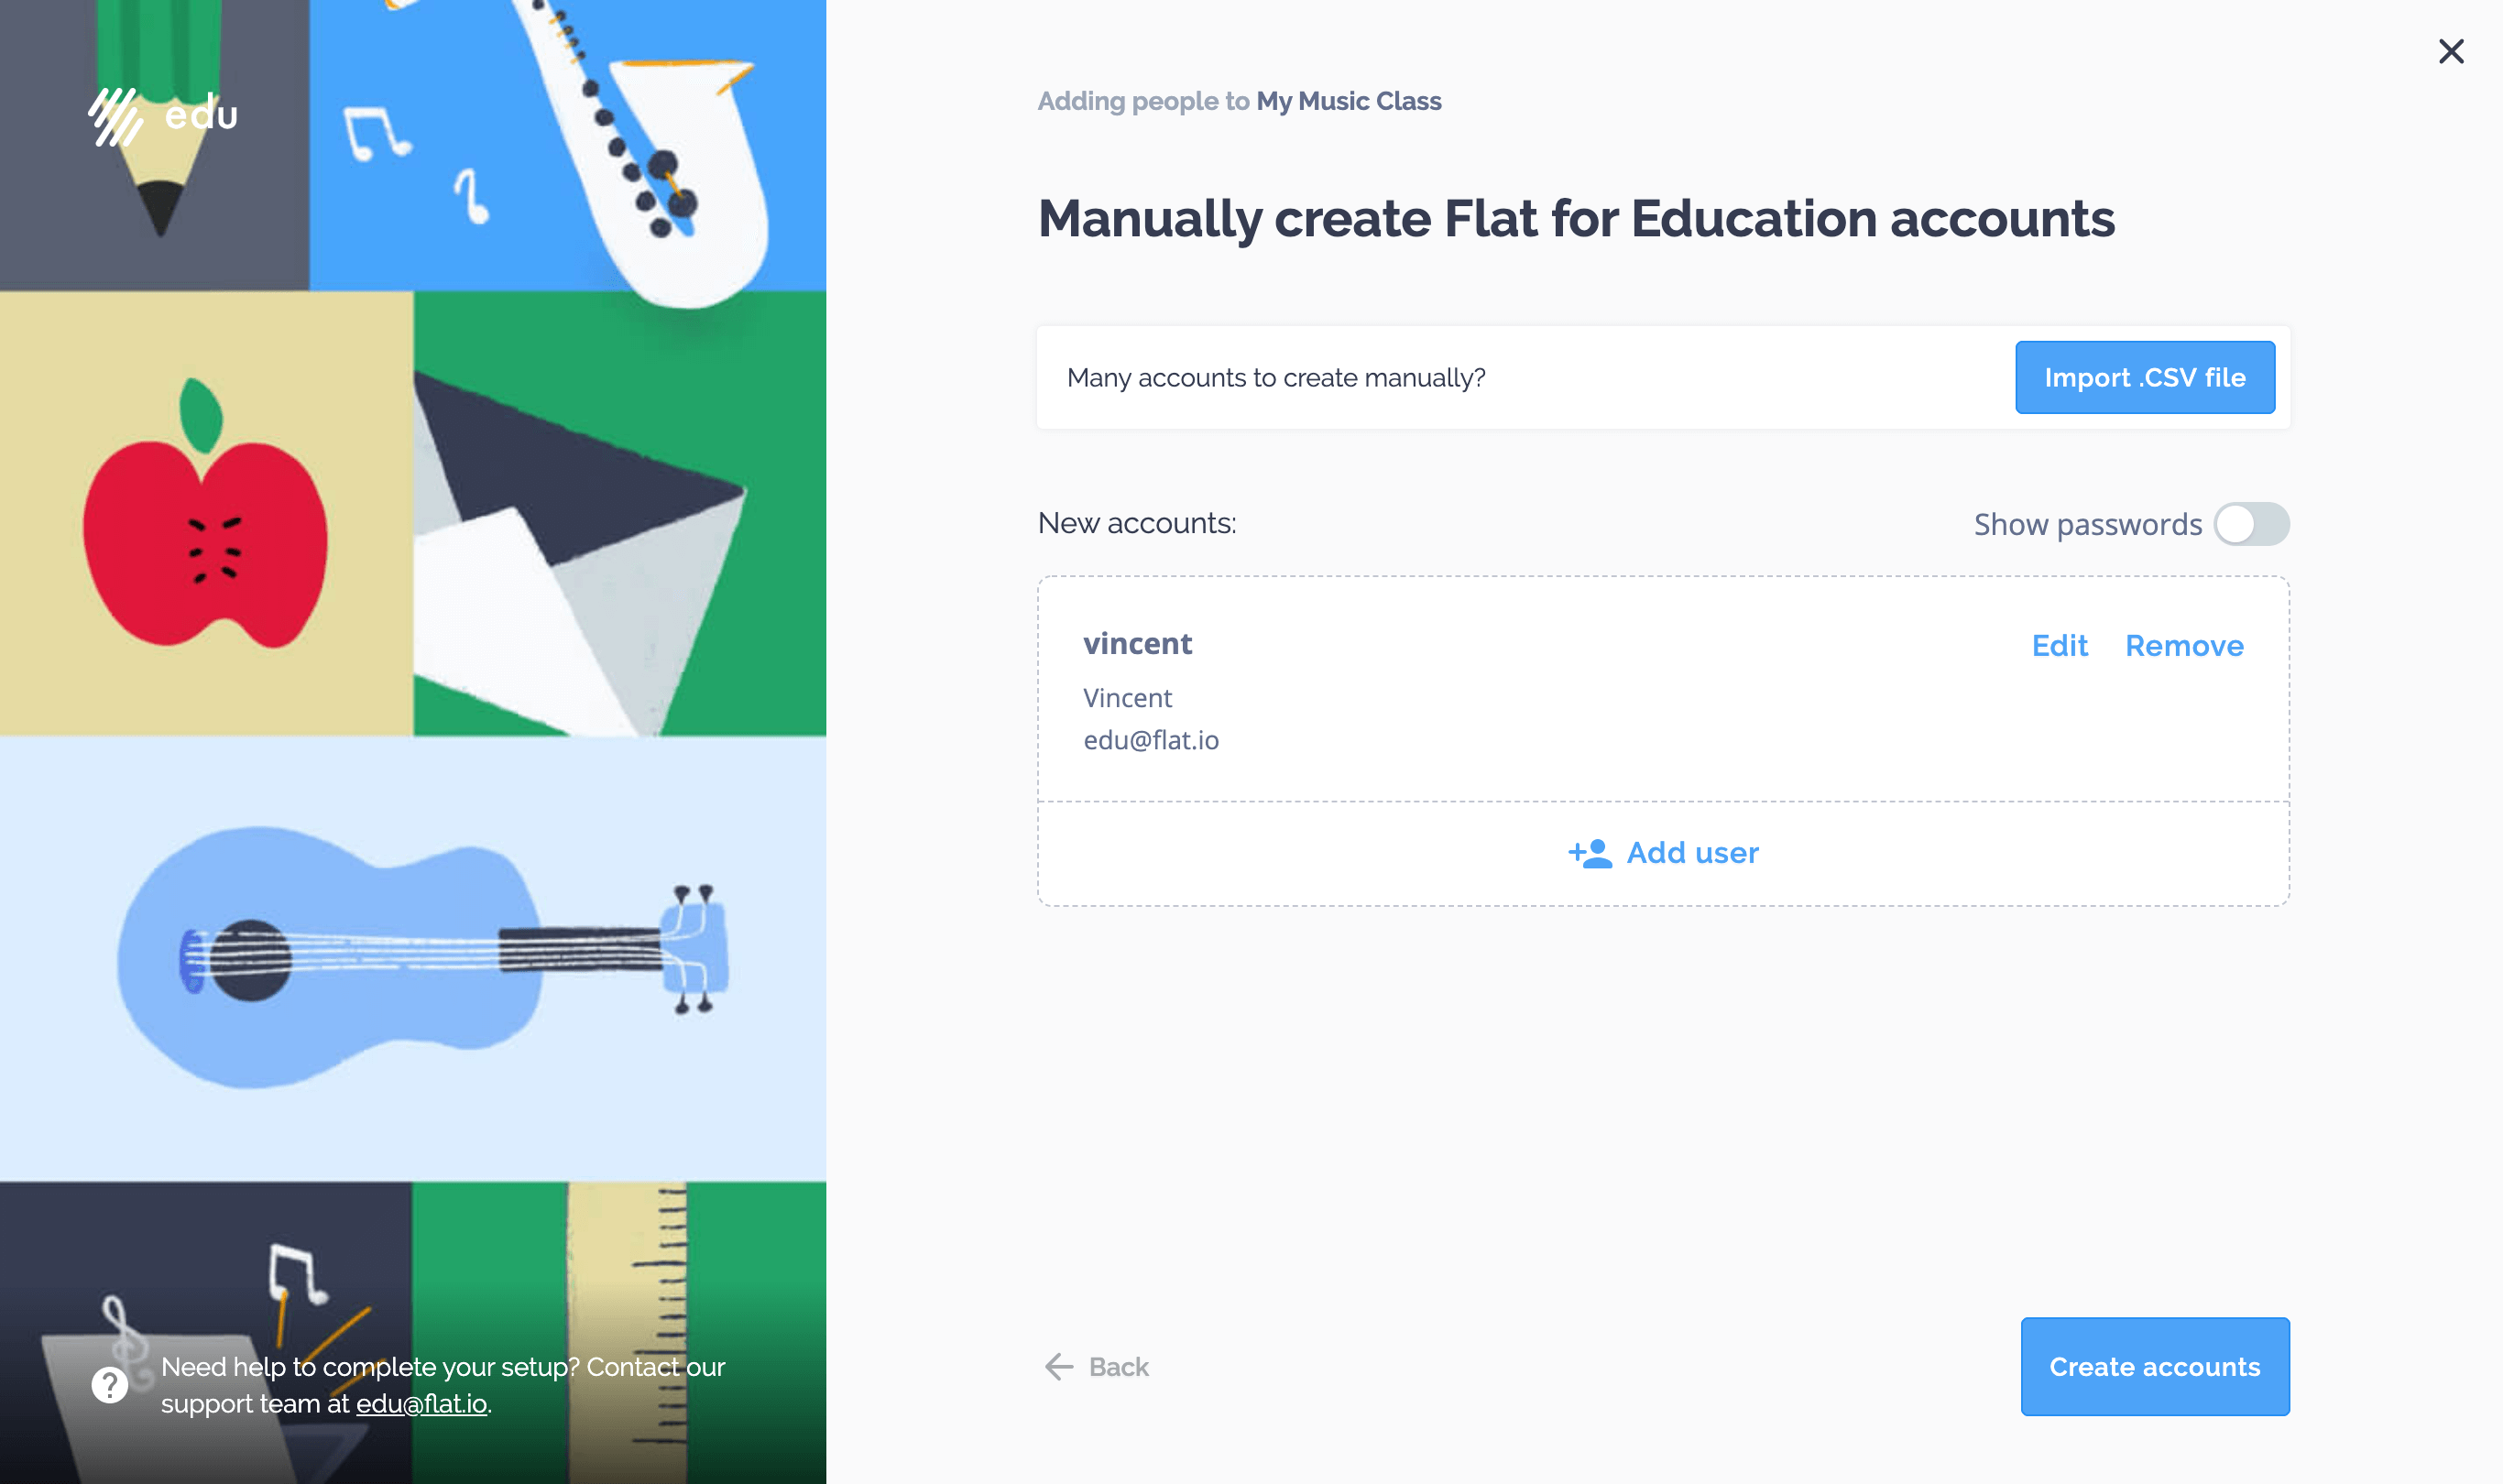 edu
Adding people to My Music Class
Manually create Flat for Education accounts
Many accounts to create manually?
Import .CSV file
New accounts:
Show passwords
vincent
Edit
Remove
Vincent
edu@flat.io
Add user
Need help to complete your setup? Contact our
support team at edu@flat.io.
Back
Create accounts